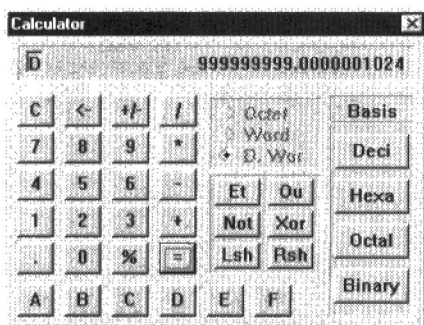 Calculator
D 999999999.0000001024
C <- +/- / Octet Basis
7 8 9 * Word Deci
D. Wor
4 5 6 - Et Ou Hexa
1 2 3 + Not Xor Octal
. 0 % = Lsh Rsh
A B C D E F Binary